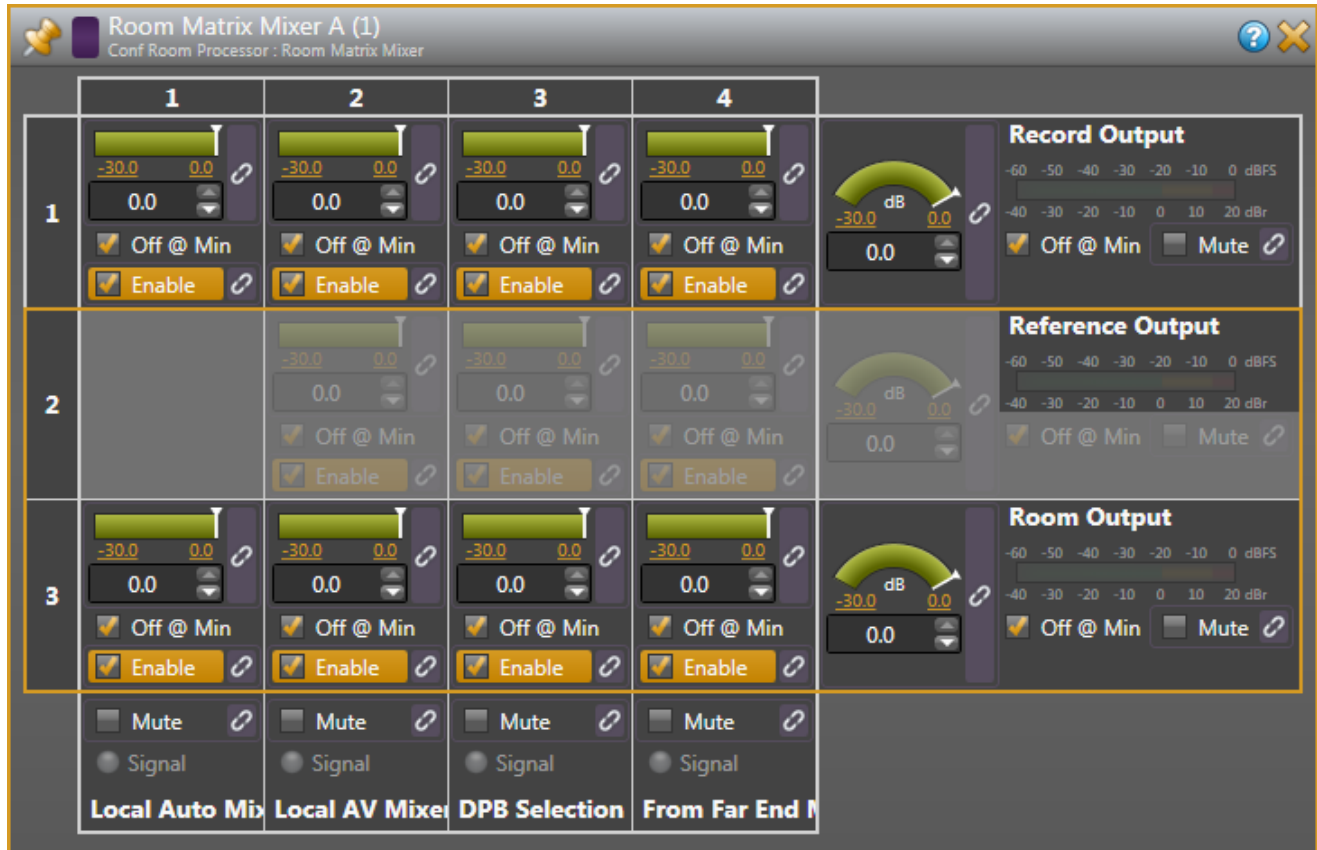 Room Matrix Mixer A (1)
Conf Room Processor : Room Matrix Mixer
1 2 3 4
Record Output
-60 -50 -40 -30 -20 -10 0 dBFS
-30.0 0.0 -30.0 0.0 -30.0 0.0 -30.0 0.0
1 0.0 0.0 0.0 0.0 dB
-30.0 0.0 -40 -30 -20 -10 0 10 20 dBr
Off @ Min Off @ Min Off @ Min Off @ Min 0.0 Off @ Min Mute
Enable Enable Enable Enable
Reference Output
-60 -50 -40 -30 -20 -10 0 dBFS
-30.0 0.0 -30.0 0.0 -30.0 0.0
2 0.0 0.0 0.0 dB
-30.0 0.0 -40 -30 -20 -10 0 10 20 dBr
Off @ Min Off @ Min Off @ Min 0.0 Off @ Min Mute
Enable Enable Enable
Room Output
-60 -50 -40 -30 -20 -10 0 dBFS
-30.0 0.0 -30.0 0.0 -30.0 0.0 -30.0 0.0
3 0.0 0.0 0.0 0.0 dB
-30.0 0.0 -40 -30 -20 -10 0 10 20 dBr
Off @ Min Off @ Min Off @ Min Off @ Min 0.0 Off @ Min Mute
Enable Enable Enable Enable
Mute Mute Mute Mute
Signal Signal Signal Signal
Local Auto Mix Local AV Mixer DPB Selection From Far End